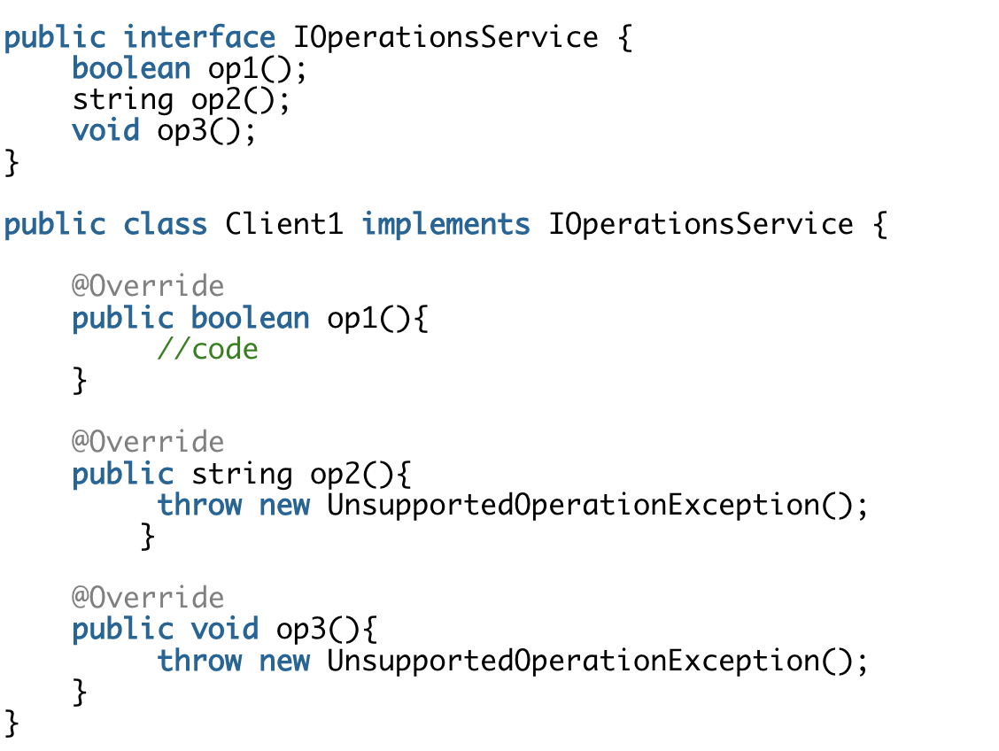 public interface IOperationsService {
    boolean op1();
    string op2();
    void op3();
}
public class Client1 implements IOperationsService {
    @Override
    public boolean op1(){
         //code
    }
    @Override
    public string op2(){
         throw new UnsupportedOperationException();
        }
    @Override
    public void op3(){
         throw new UnsupportedOperationException();
    }
}